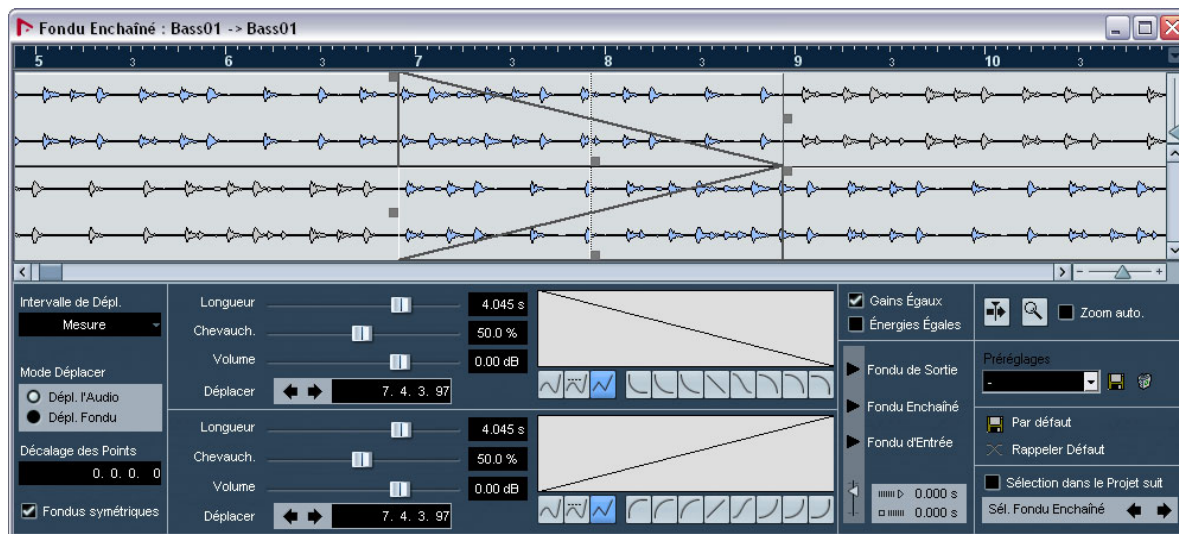 Fondu Enchaîné : Bass01 -> Bass01
5 3 6 3 7 3 8 3 9 3 10 3
Intervalle de Dépl.
Mesure
Mode Déplacer
Dépl. l'Audio
Dépl. Fondu
Décalage des Points
0. 0. 0. 0
Fondus symétriques
Longueur 4.045 s
Chevauch. 50.0 %
Volume 0.00 dB
Déplacer 7. 4. 3. 97
Longueur 4.045 s
Chevauch. 50.0 %
Volume 0.00 dB
Déplacer 7. 4. 3. 97
Gains Égaux
Énergies Égales
Fondu de Sortie
Fondu Enchaîné
Fondu d'Entrée
0.000 s
0.000 s
Zoom auto.
Préréglages
-
Par défaut
Rappeler Défaut
Sélection dans le Projet suit
Sél. Fondu Enchaîné